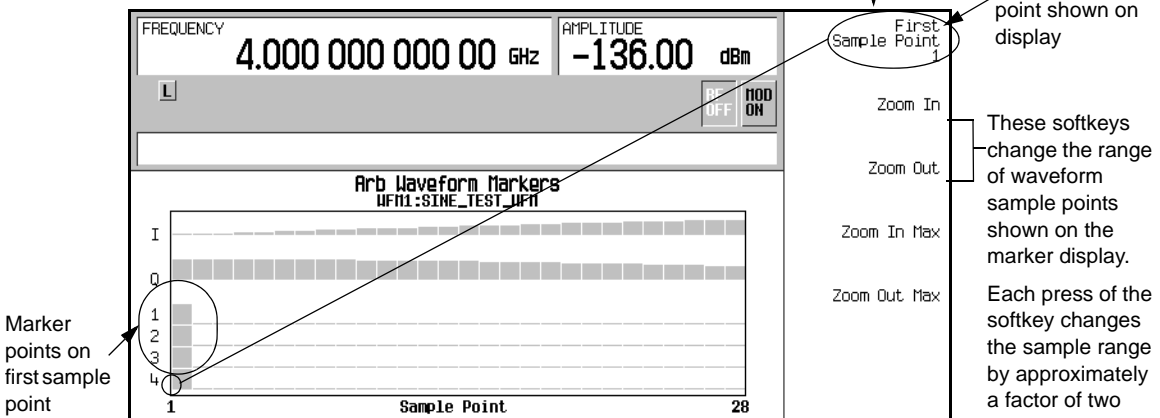 point shown on
display
FREQUENCY
4.000 000 000 00 GHz
AMPLITUDE
-136.00 dBm
L
RF
OFF
MOD
ON
First
Sample Point
1
Zoom In
Zoom Out
Zoom In Max
Zoom Out Max
These softkeys
change the range
of waveform
sample points
shown on the
marker display.
Each press of the
softkey changes
the sample range
by approximately
a factor of two
Arb Waveform Markers
WFM1:SINE_TEST_WFM
I
Q
1
2
3
4
1
Sample Point
28
Marker
points on
first sample
point